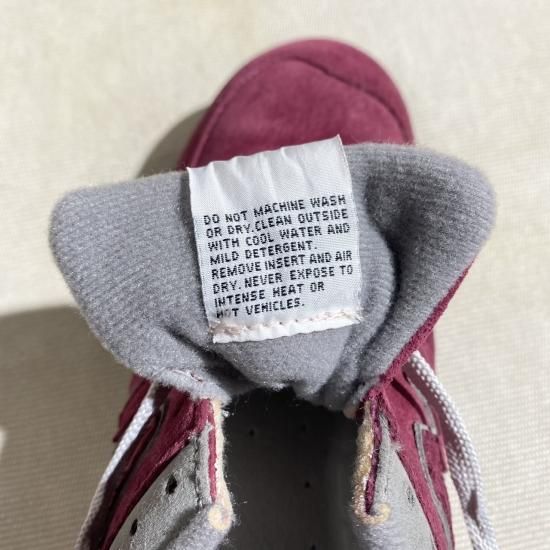 DO NOT MACHINE WASH
OR DRY.CLEAN OUTSIDE
WITH COOL WATER AND
MILD DETERGENT.
REMOVE INSERT AND AIR
DRY. NEVER EXPOSE TO
INTENSE HEAT OR
HOT VEHICLES.